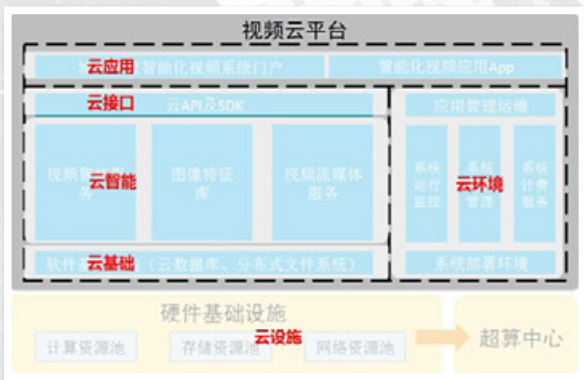 视频云平台
云应用 智能化视频系统门户 智能化视频应用App
云接口 云API及SDK 应用管理运维
视频 务
云智能
图像特征库
视频流媒体服务
系统运行监控
系统 管理
系统计费服务
云环境
云基础 软件 (云数据库、分布式文件系统) 系统部署环境
硬件基础设施
云设施
计算资源池 存储资源池 网络资源池
超算中心